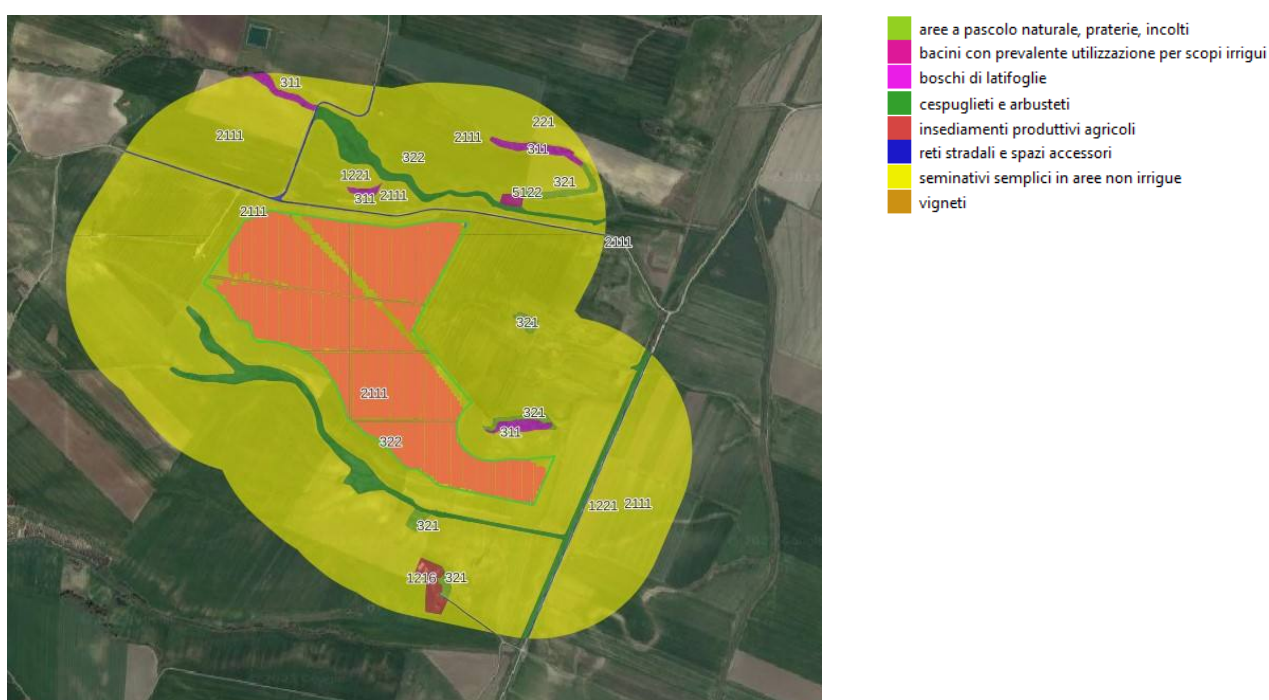 311
2111
221
2111
311
322
1221
321
311
2111
5122
2111
2111
321
2111
321
311
322
1221
2111
321
1216
321
aree a pascolo naturale, praterie, incolti
bacini con prevalente utilizzazione per scopi irrigui
boschi di latifoglie
cespuglieti e arbusteti
insediamenti produttivi agricoli
reti stradali e spazi accessori
seminativi semplici in aree non irrigue
vigneti